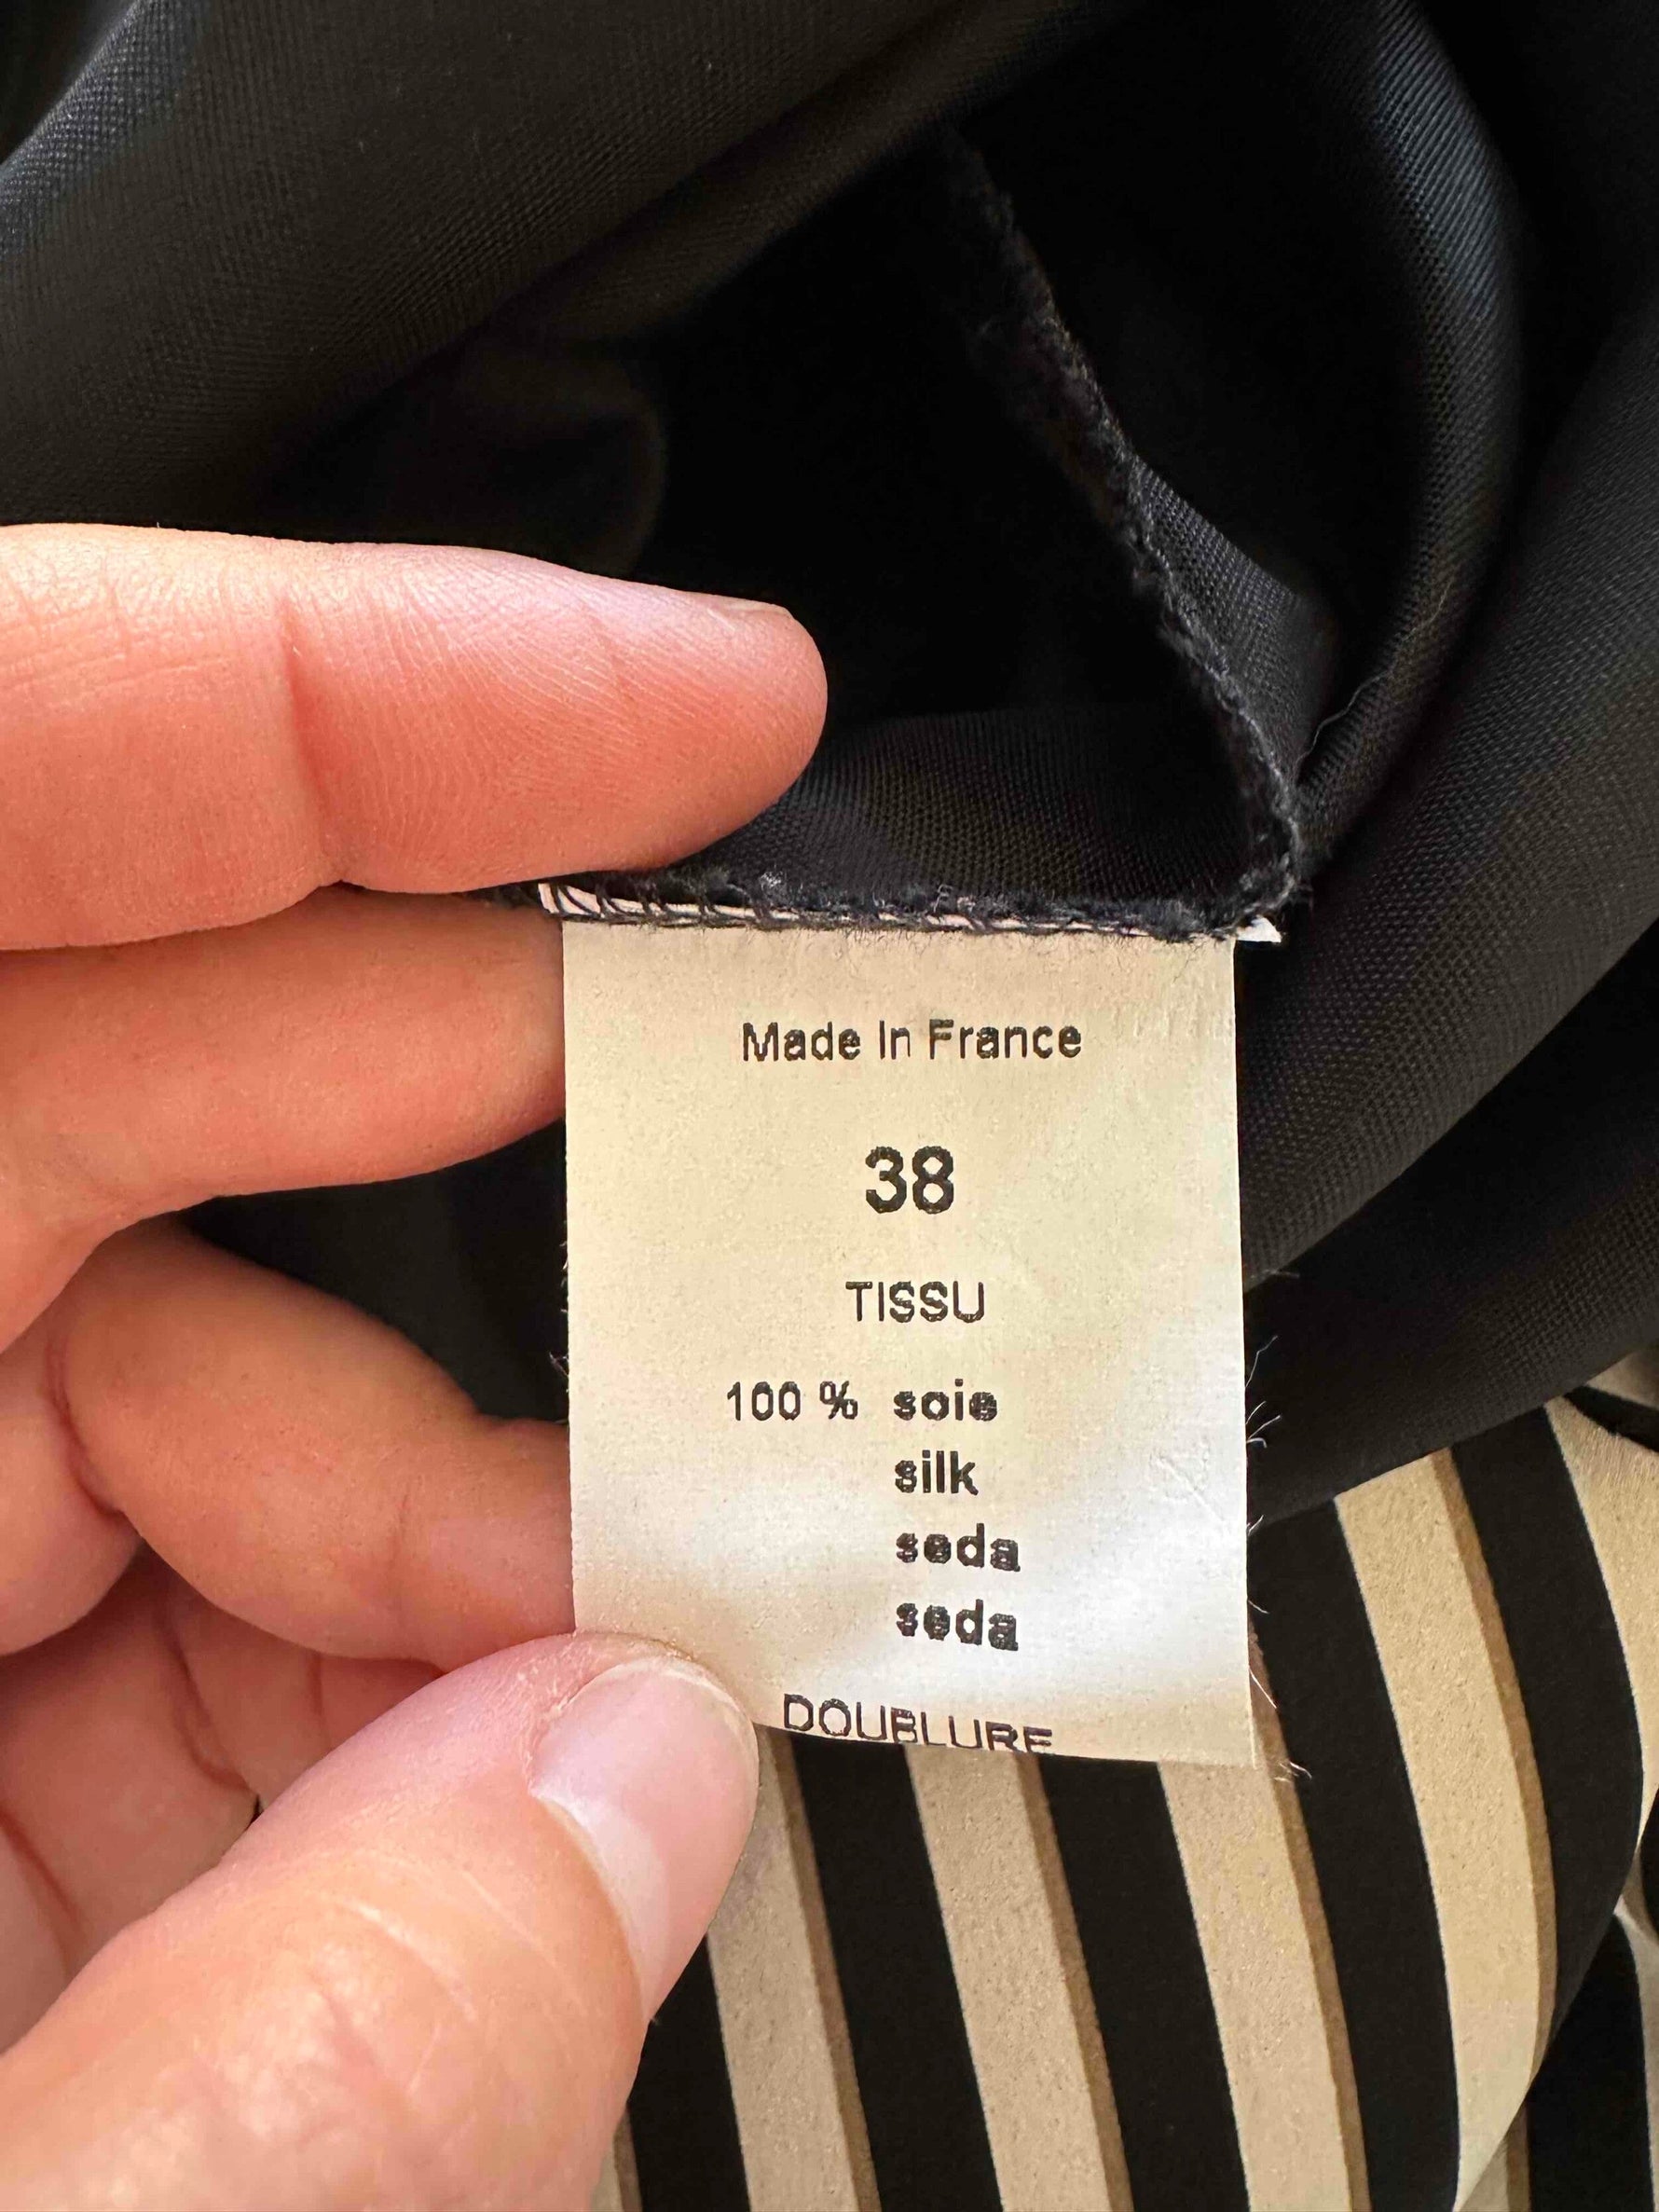 Made In France
38
TISSU
100 % soie
silk
seda
seda
DOUBLURE